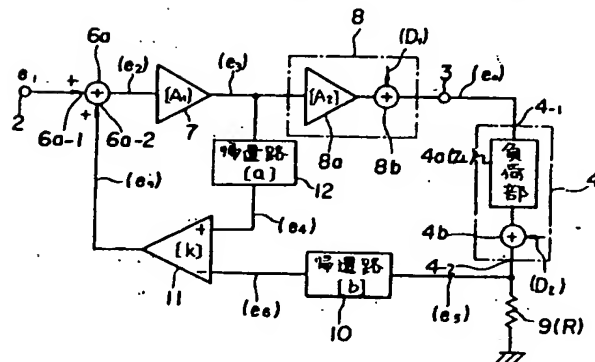 8
6a
(e₂)
(e₃)
(D₁)
e₁
+
+
[A₁]
[A₂]
3
(e₀)
2
6a-1
6a-2
7
8a
8b
4-1
帰還路
[a]
12
4a(ZL)
負荷部
4
(e₇)
(e₄)
+
[k]
-
11
4b
(D₂)
4-2
帰還路
[b]
10
(e₆)
(e₅)
9(R)